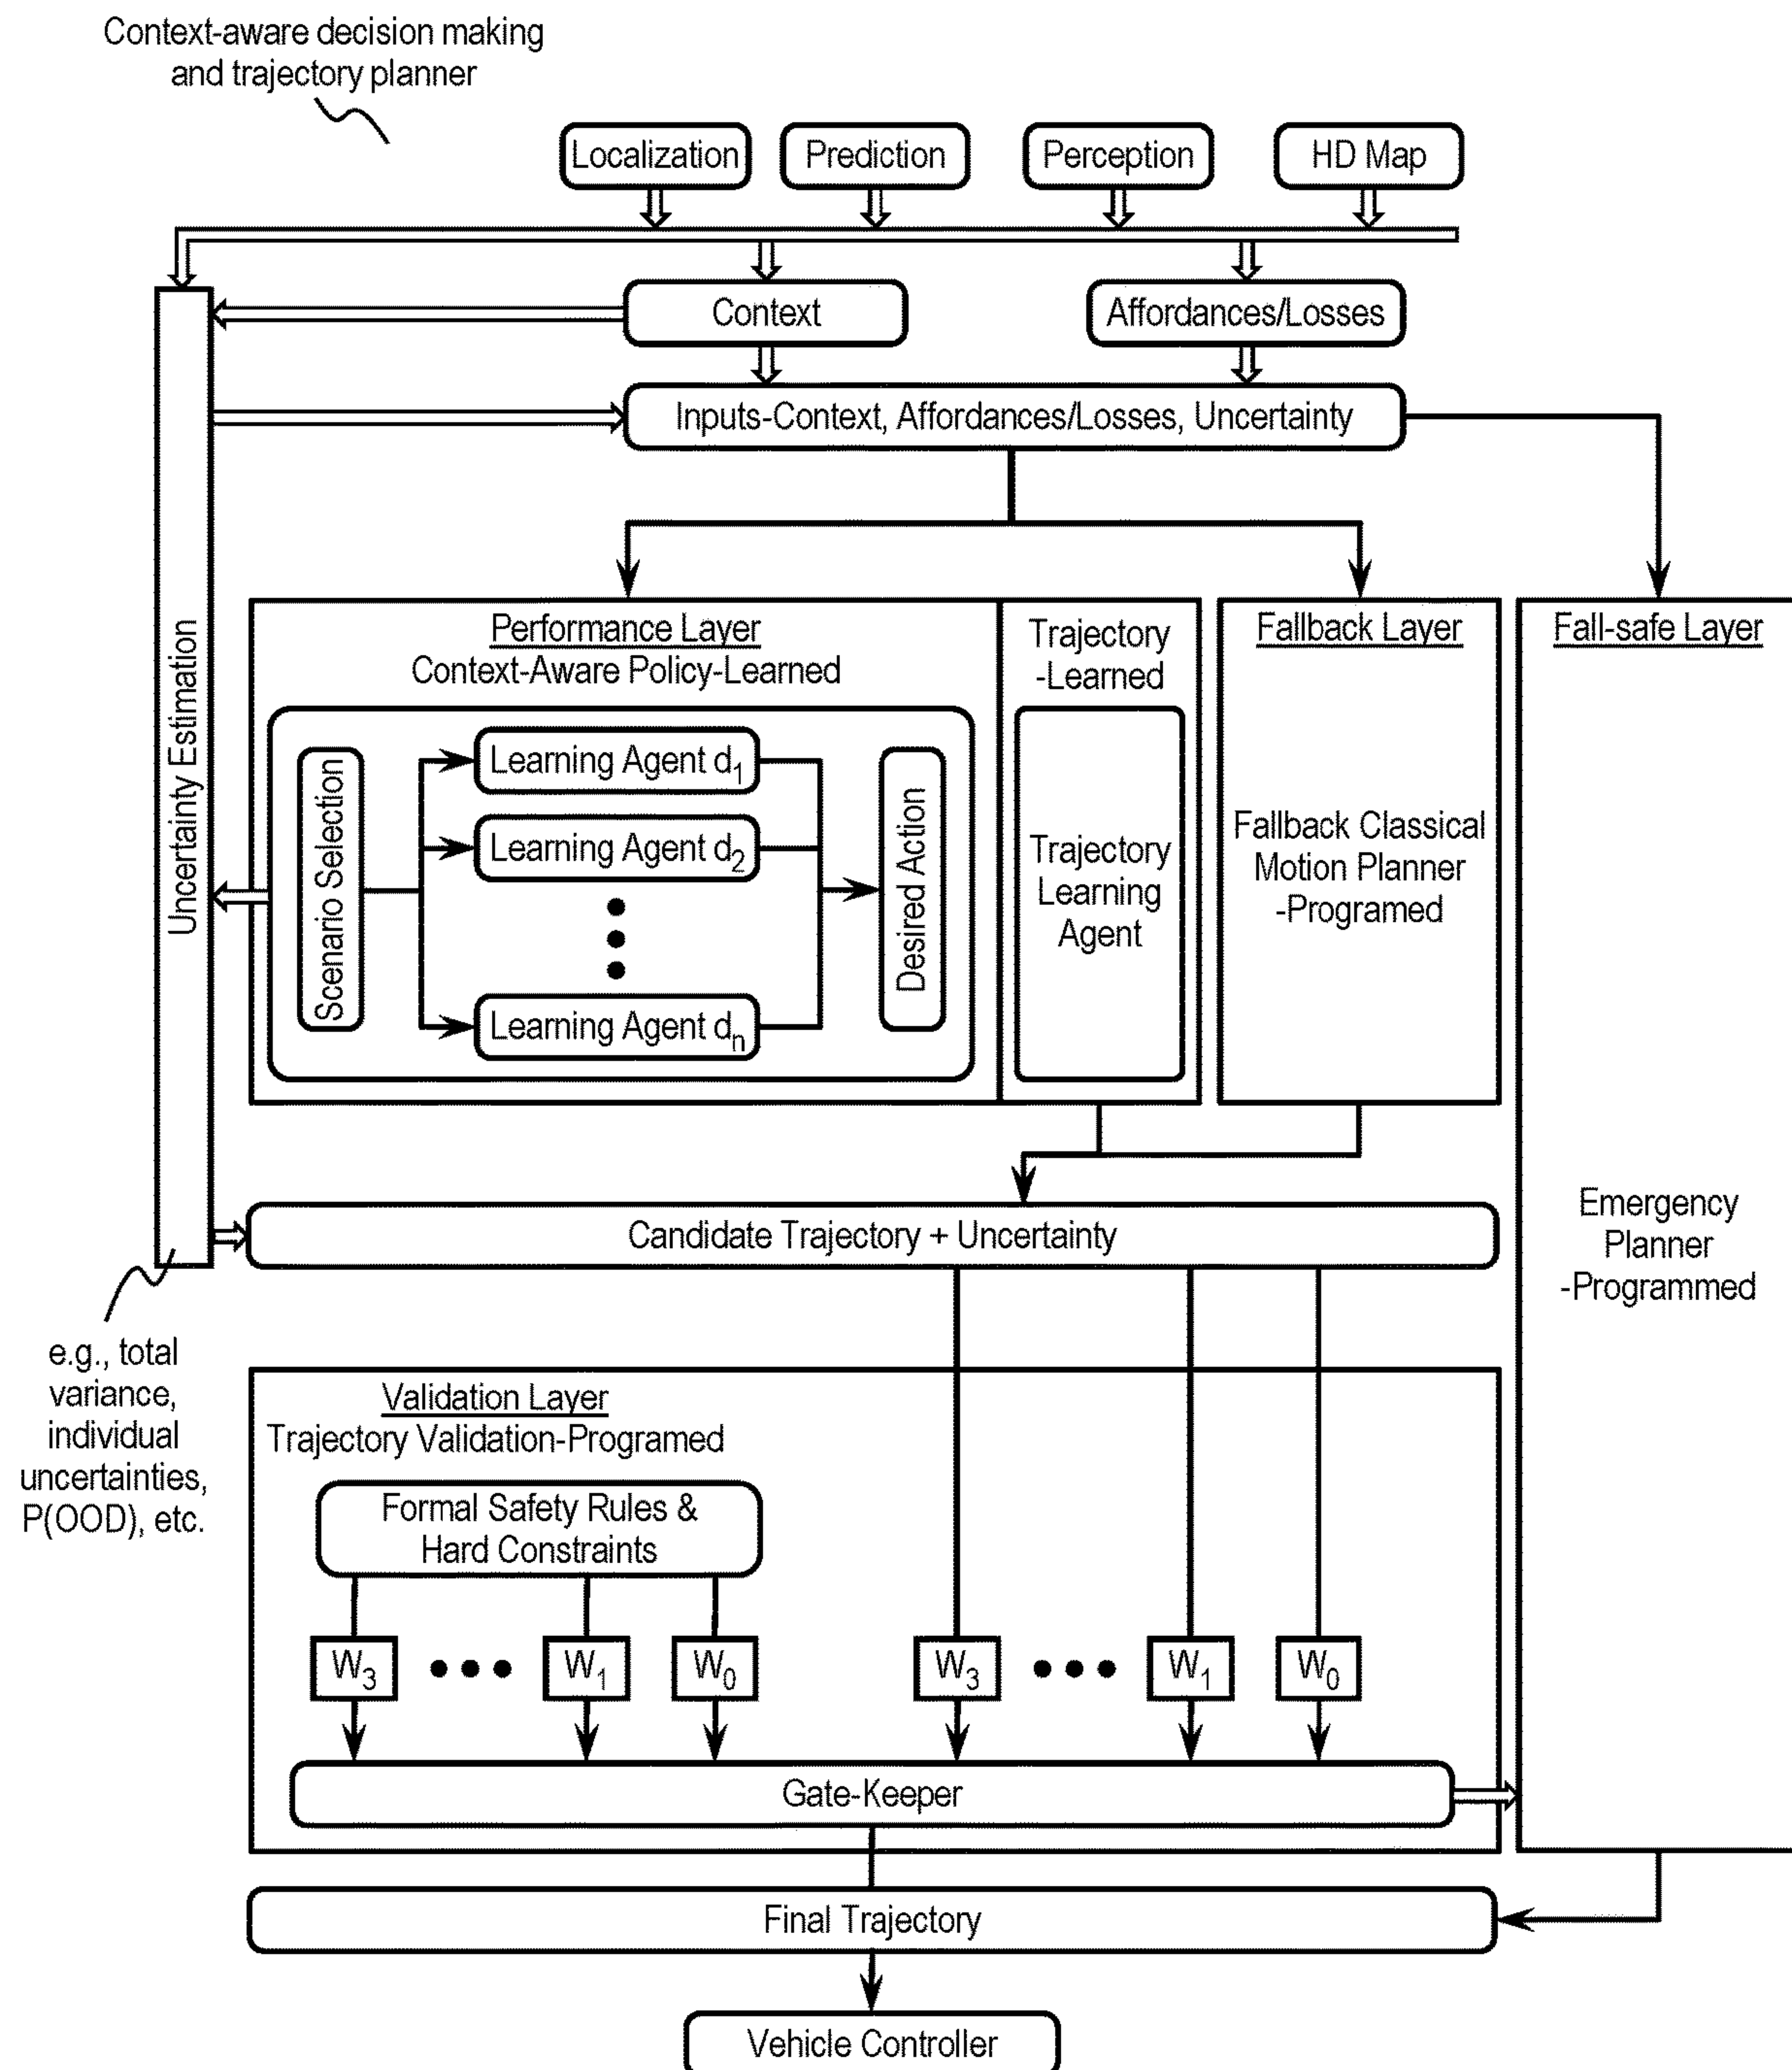 Context-aware decision making
and trajectory planner
Localization
Prediction
Perception
HD Map
Context
Affordances/Losses
Inputs-Context, Affordances/Losses, Uncertainty
Uncertainty Estimation
Performance Layer
Context-Aware Policy-Learned
Scenario Selection
Learning Agent d1
Learning Agent d2
Learning Agent dn
Desired Action
Trajectory
-Learned
Trajectory
Learning
Agent
Fallback Layer
Fallback Classical
Motion Planner
-Programed
Fall-safe Layer
Emergency
Planner
-Programmed
Candidate Trajectory + Uncertainty
e.g., total
variance,
individual
uncertainties,
P(OOD), etc.
Validation Layer
Trajectory Validation-Programed
Formal Safety Rules &
Hard Constraints
W3
W1
W0
W3
W1
W0
Gate-Keeper
Final Trajectory
Vehicle Controller